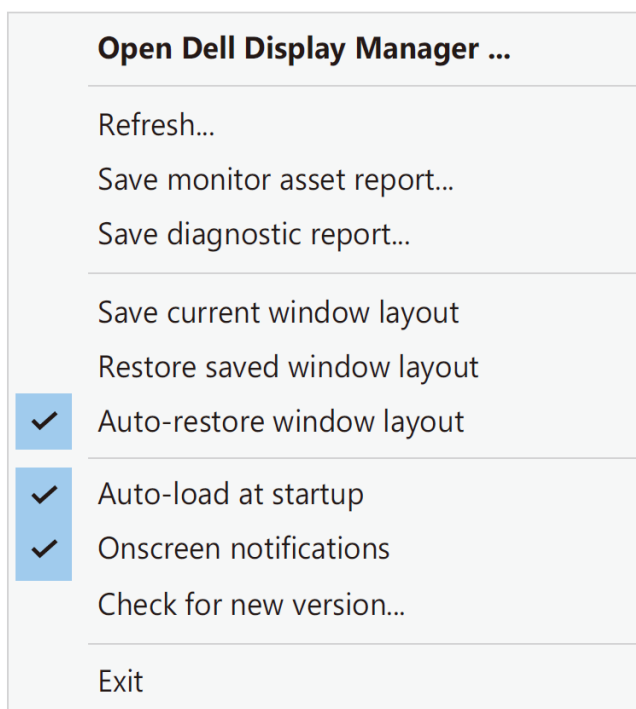 Open Dell Display Manager ...
Refresh...
Save monitor asset report...
Save diagnostic report...
Save current window layout
Restore saved window layout
Auto-restore window layout
Auto-load at startup
Onscreen notifications
Check for new version...
Exit